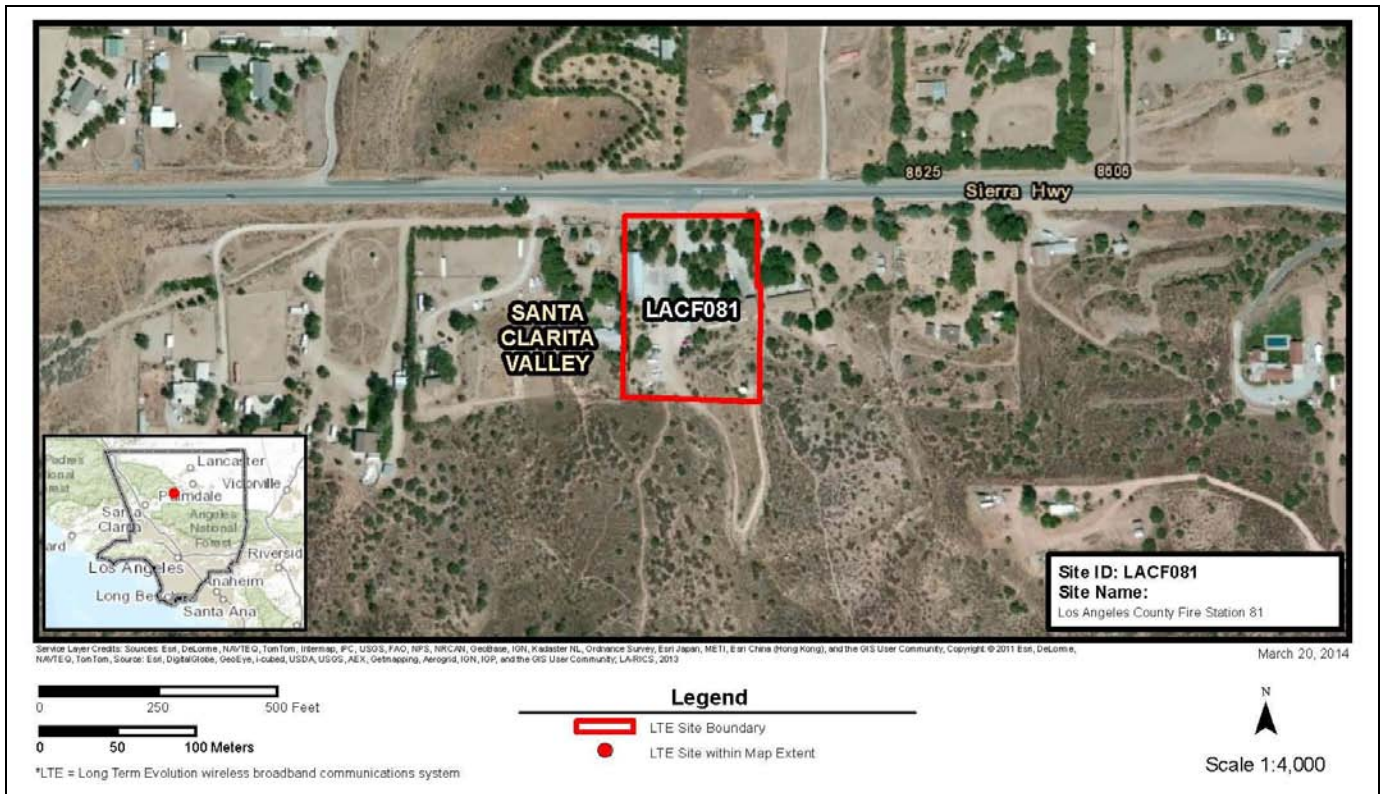 8625
8606
Sierra Hwy
SANTA
CLARITA
VALLEY
LACF081
Lancaster
Victorville
Palmdale
Santa
Clarita
Angeles
National
Forest
Los Angeles
Riversid
Anaheim
Long Beach
Santa Ana
Site ID: LACF081
Site Name:
Los Angeles County Fire Station 81
Service Layer Credits: Sources: Esri, DeLorme, NAVTEQ, TomTom, Intermap, iPC, USGS, FAO, NPS, NRCAN, GeoBase, IGN, Kadaster NL, Ordnance Survey, Esri Japan, METI, Esri China (Hong Kong), and the GIS User Community, Copyright: © 2011 Esri, DeLorme,
NAVTEQ, TomTom, Source: Esri, DigitalGlobe, GeoEye, i-cubed, USDA, USGS, AEX, Getmapping, Aerogrid, IGN, IGP, and the GIS User Community; LA-RICS, 2013
March 20, 2014
0 250 500 Feet
0 50 100 Meters
*LTE = Long Term Evolution wireless broadband communications system
Legend
LTE Site Boundary
LTE Site within Map Extent
N
Scale 1:4,000